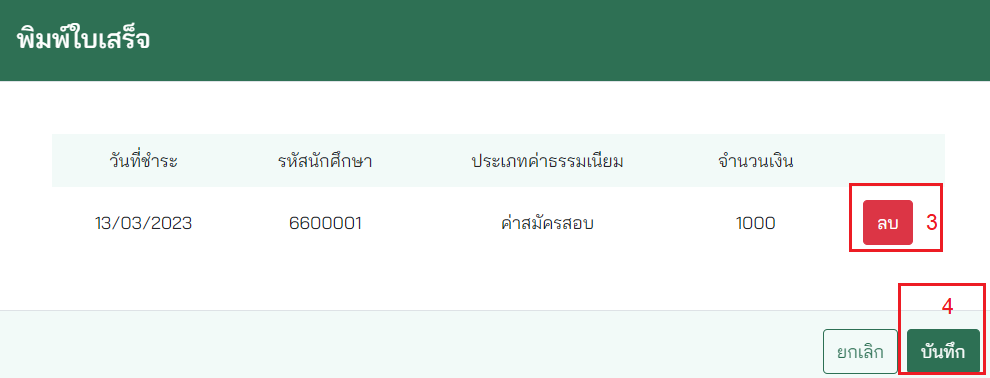 พิมพ์ใบเสร็จ
วันที่ชำระ รหัสนักศึกษา ประเภทค่าธรรมเนียม จำนวนเงิน
13/03/2023 6600001 ค่าสมัครสอบ 1000 ลบ 3
4
ยกเลิก บันทึก